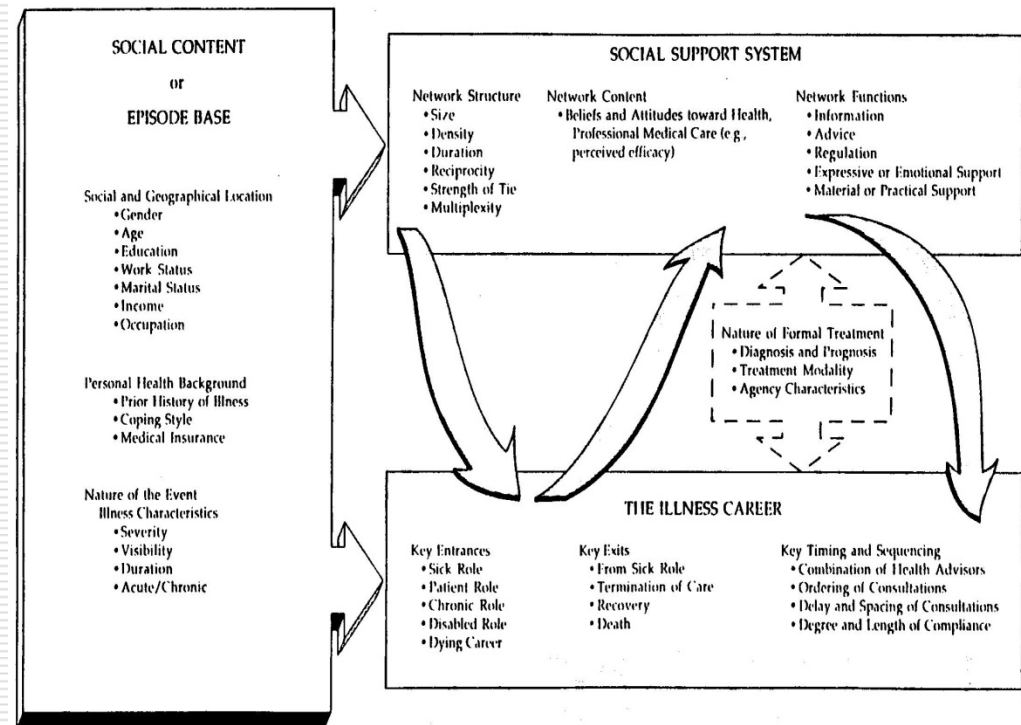 SOCIAL CONTENT
or
EPISODE BASE
Social and Geographical Location
• Gender
• Age
• Education
• Work Status
• Marital Status
• Income
• Occupation
Personal Health Background
• Prior History of Illness
• Coping Style
• Medical Insurance
Nature of the Event
Illness Characteristics
• Severity
• Visibility
• Duration
• Acute/Chronic
SOCIAL SUPPORT SYSTEM
Network Structure
• Size
• Density
• Duration
• Reciprocity
• Strength of Tie
• Multiplexity
Network Content
• Beliefs and Attitudes toward Health,
Professional Medical Care (e.g.,
perceived efficacy)
Network Functions
• Information
• Advice
• Regulation
• Expressive or Emotional Support
• Material or Practical Support
Nature of Formal Treatment
• Diagnosis and Prognosis
• Treatment Modality
• Agency Characteristics
THE ILLNESS CAREER
Key Entrances
• Sick Role
• Patient Role
• Chronic Role
• Disabled Role
• Dying Career
Key Exits
• From Sick Role
• Termination of Care
• Recovery
• Death
Key Timing and Sequencing
• Combination of Health Advisors
• Ordering of Consultations
• Delay and Spacing of Consultations
• Degree and Length of Compliance